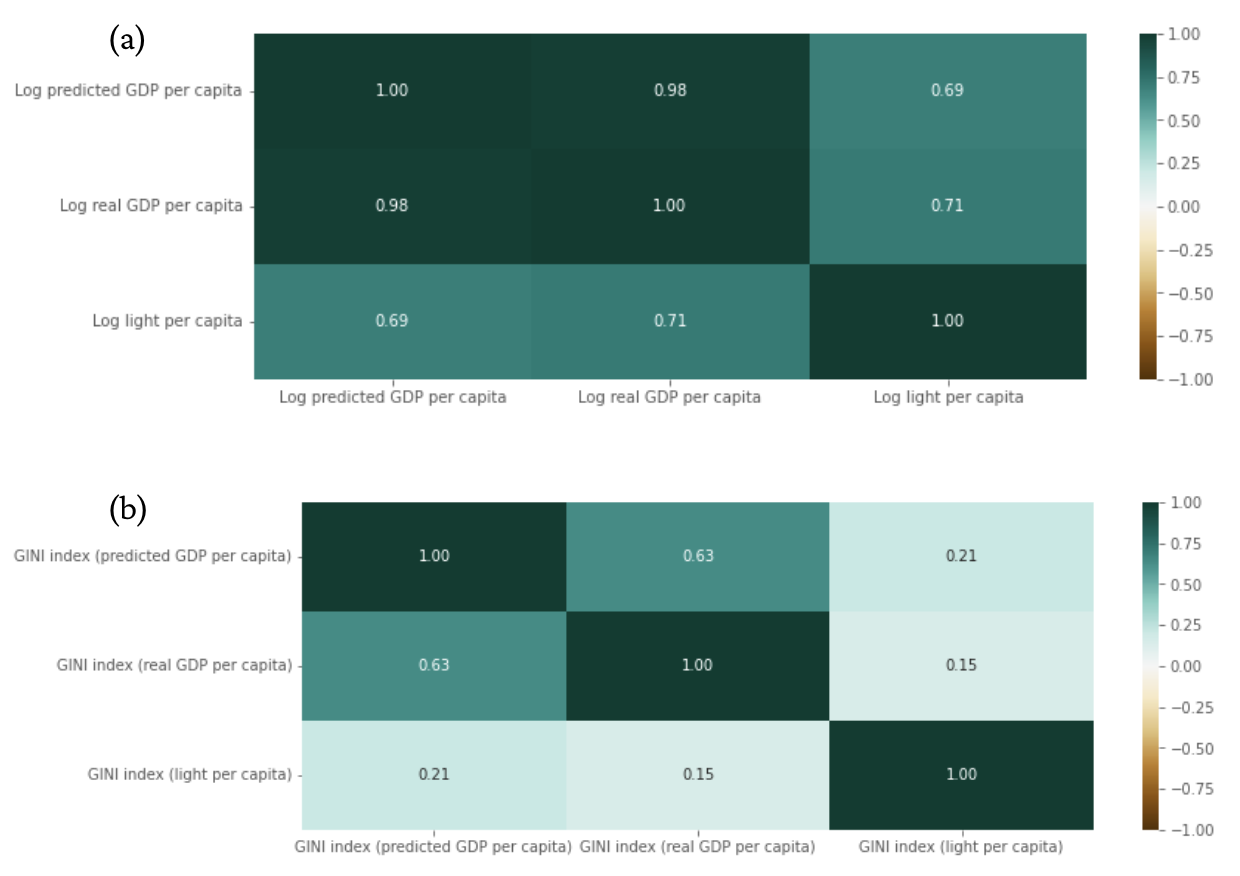 (a)
1.00
0.75
0.50
0.25
0.00
−0.25
−0.50
−0.75
−1.00
Log predicted GDP per capita
1.00 0.98 0.69
Log real GDP per capita
0.98 1.00 0.71
Log light per capita
0.69 0.71 1.00
Log predicted GDP per capita Log real GDP per capita Log light per capita
(b)
1.00
0.75
0.50
0.25
0.00
−0.25
−0.50
−0.75
−1.00
GINI index (predicted GDP per capita)
1.00 0.63 0.21
GINI index (real GDP per capita)
0.63 1.00 0.15
GINI index (light per capita)
0.21 0.15 1.00
GINI index (predicted GDP per capita) GINI index (real GDP per capita) GINI index (light per capita)